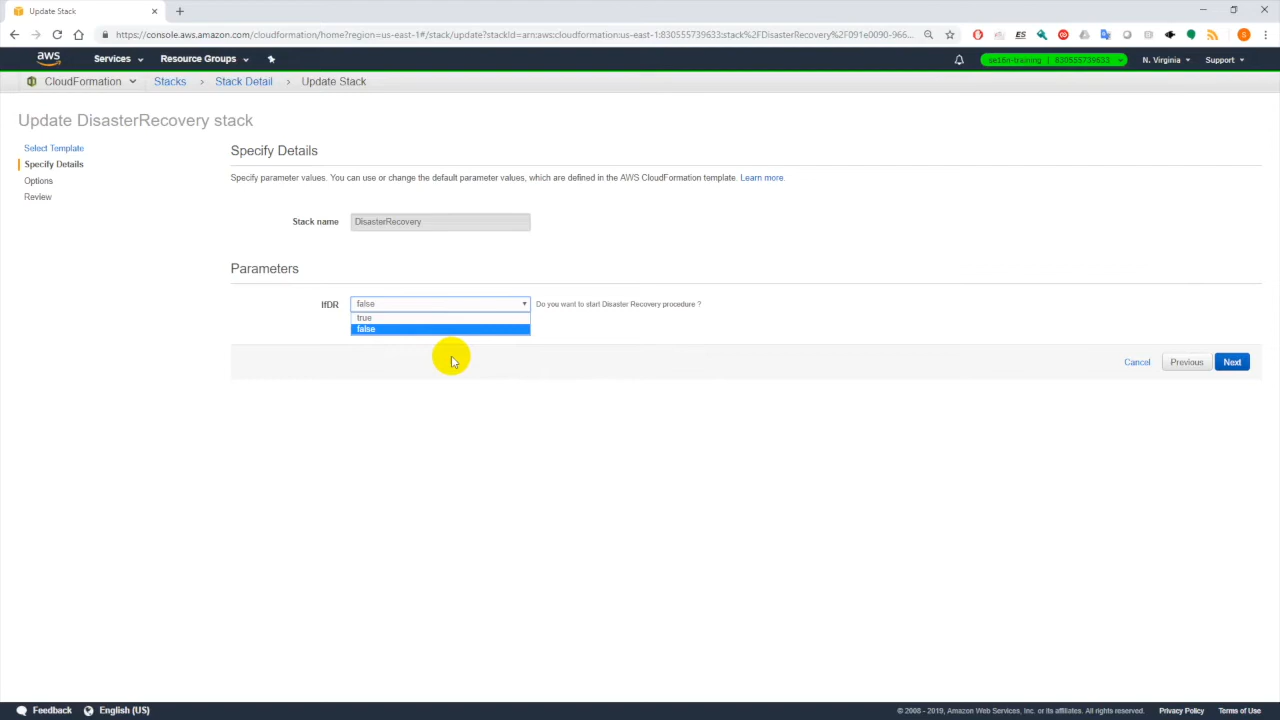 Update Stack
https://console.aws.amazon.com/cloudformation/home?region=us-east-1#/stack/update?stackId=arn:aws:cloudformation:us-east-1:830555739633:stack%2FDisasterRecovery%2F091e0090-966...
ES
S
aws
Services
Resource Groups
se16n-training | 830555739633
N. Virginia
Support
CloudFormation
Stacks
Stack Detail
Update Stack
Update DisasterRecovery stack
Select Template
Specify Details
Options
Review
Specify Details
Specify parameter values. You can use or change the default parameter values, which are defined in the AWS CloudFormation template. Learn more.
Stack name
DisasterRecovery
Parameters
IfDR
false
Do you want to start Disaster Recovery procedure ?
true
false
Cancel
Previous
Next
Feedback
English (US)
© 2008 - 2019, Amazon Web Services, Inc. or its affiliates. All rights reserved.
Privacy Policy
Terms of Use